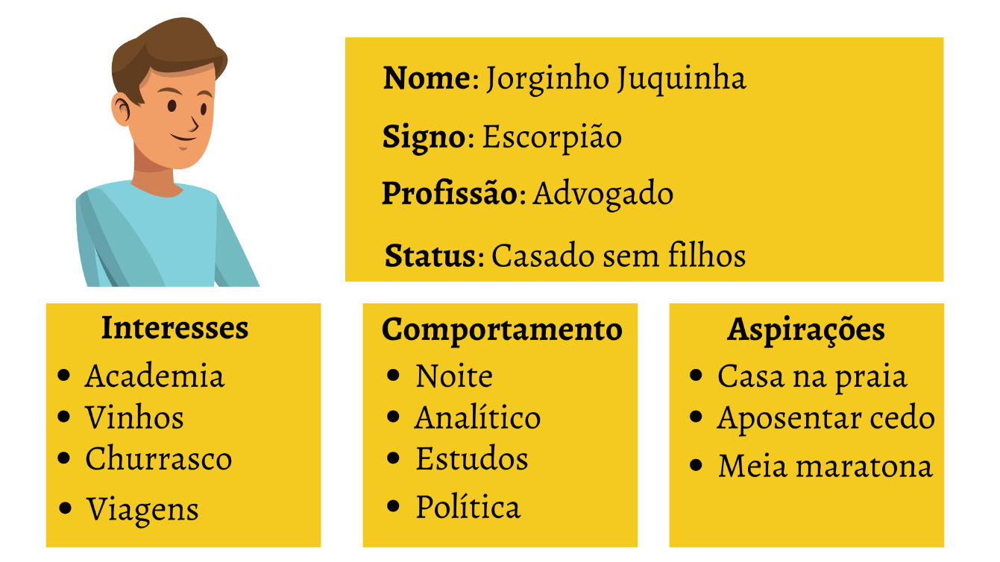 Nome: Jorginho Juquinha
Signo: Escorpião
Profissão: Advogado
Status: Casado sem filhos
Interesses
• Academia
• Vinhos
• Churrasco
• Viagens
Comportamento
• Noite
• Analítico
• Estudos
• Política
Aspirações
• Casa na praia
• Aposentar cedo
• Meia maratona